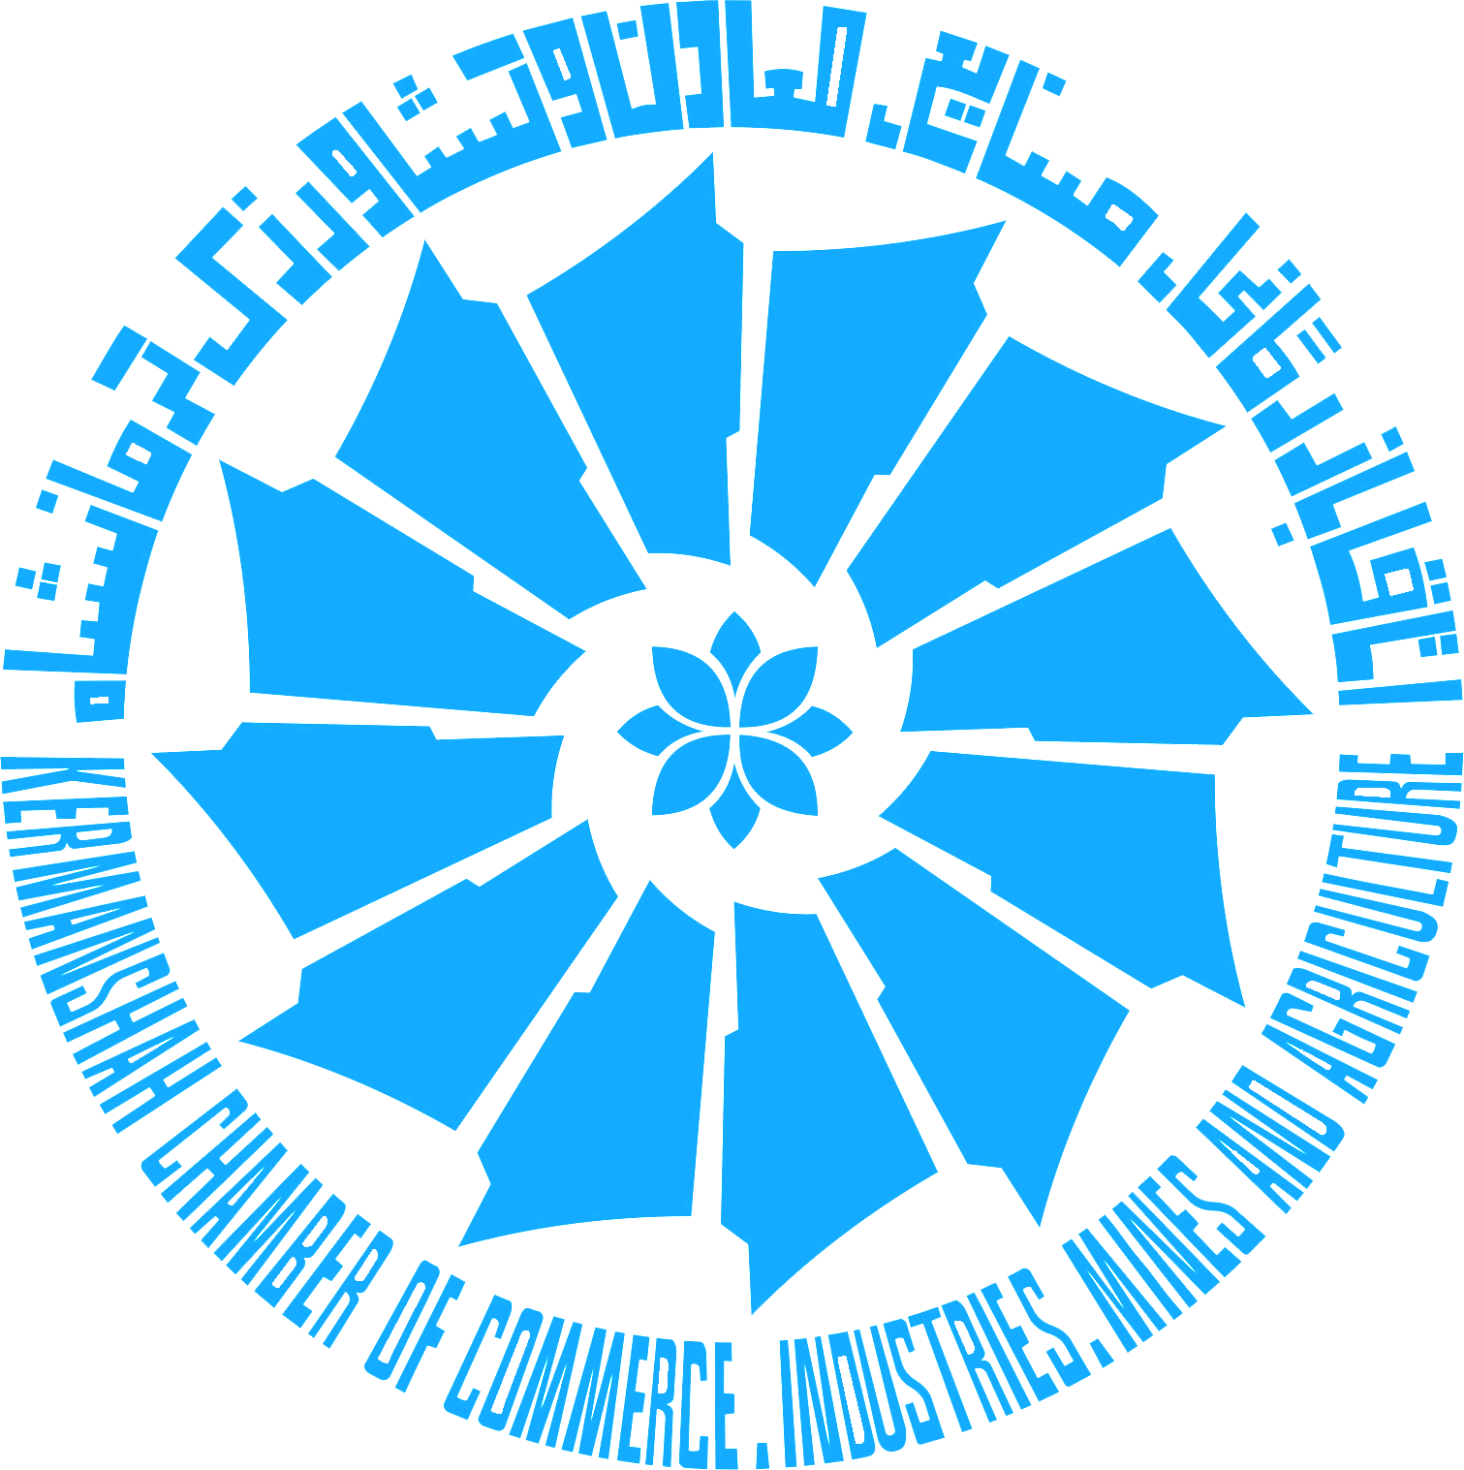 اتاق بازرگانی، صنایع، معادن و کشاورزی کرمانشاه
KERMANSHAH CHAMBER OF COMMERCE . INDUSTRIES. MINES AND AGRICULTURE